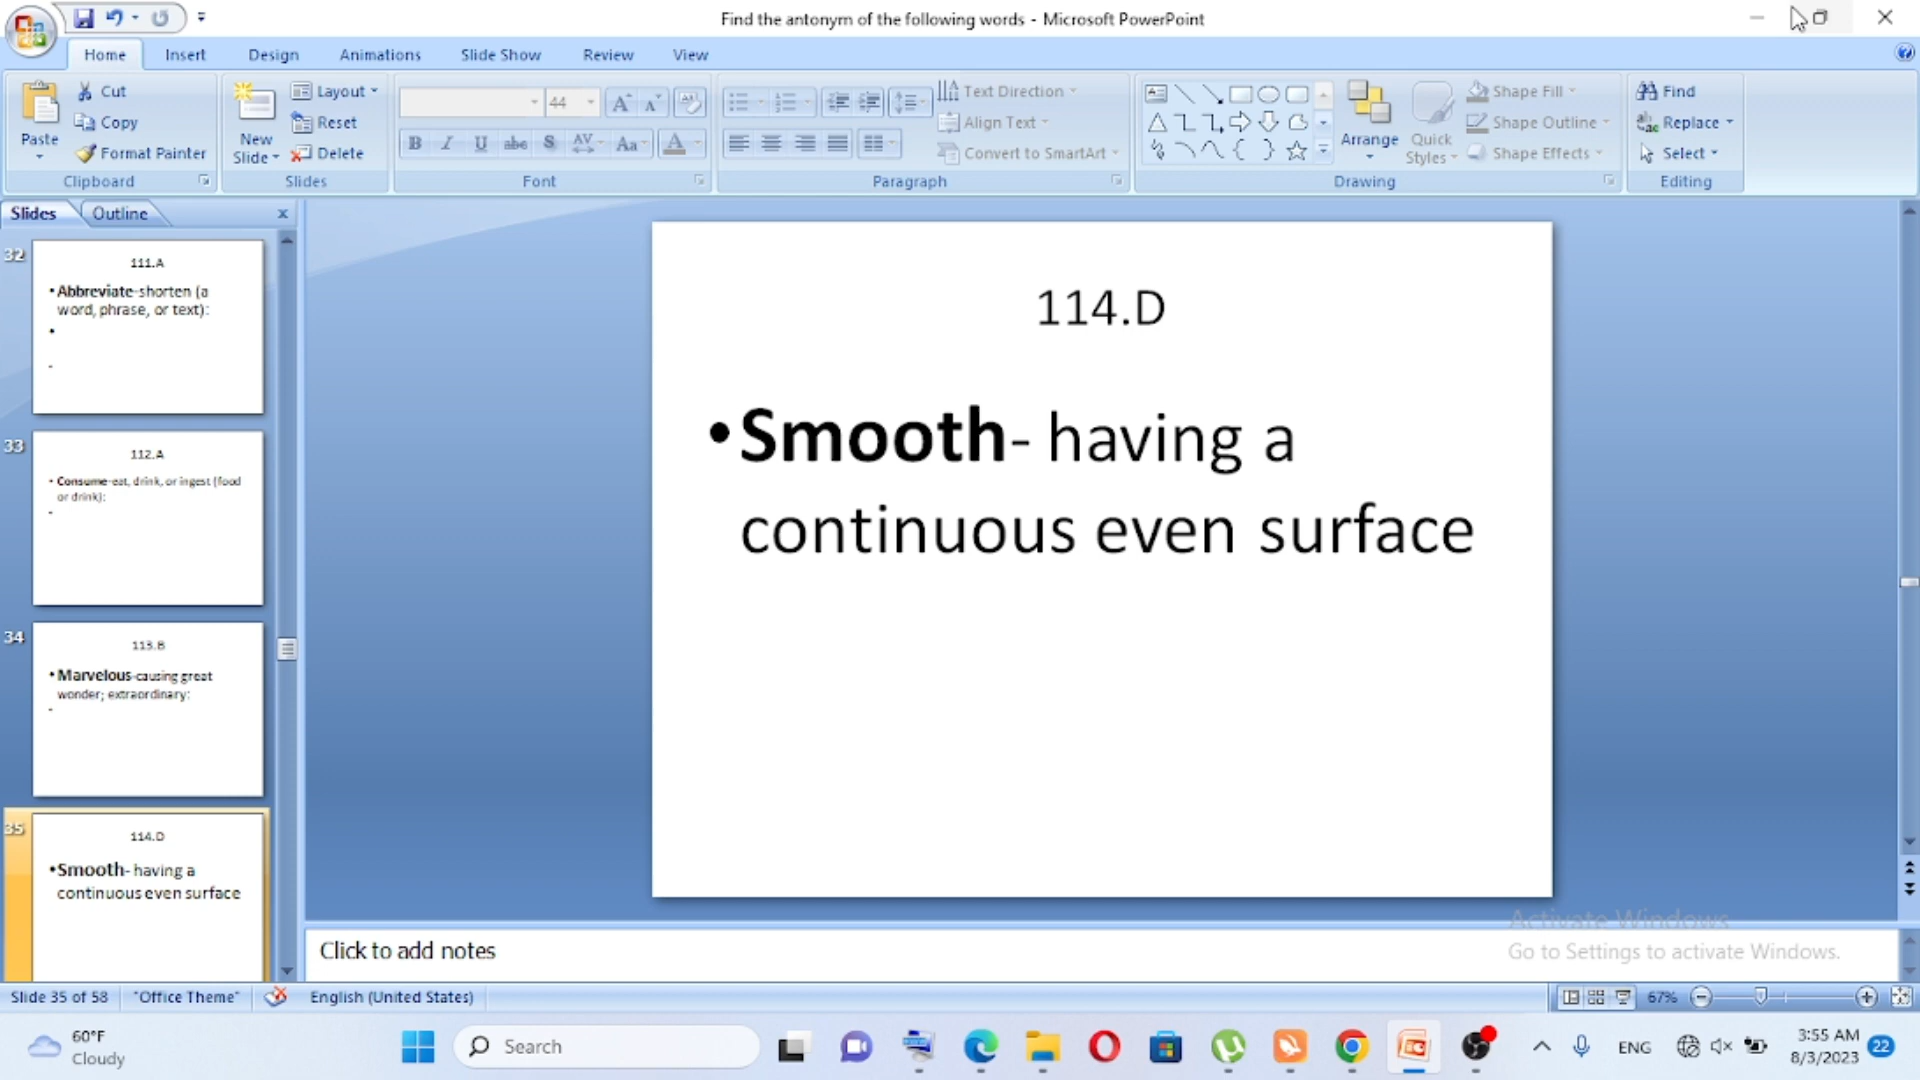 Find the antonym of the following words - Microsoft PowerPoint
Home Insert Design Animations Slide Show Review View
Paste
Cut
Copy
Format Painter
Clipboard
New
Slide
Layout
Reset
Delete
Slides
44
B I U abc S AV Aa A
Font
Text Direction
Align Text
Convert to SmartArt
Paragraph
Arrange
Quick
Styles
Shape Fill
Shape Outline
Shape Effects
Drawing
Find
Replace
Select
Editing
Slides Outline
32
111.A
• Abbreviate-shorten (a
word, phrase, or text):
•
-
33
112.A
• Consume-eat, drink, or ingest (food
or drink):
-
34
113.B
• Marvelous-causing great
wonder; extraordinary:
-
35
114.D
•Smooth- having a
continuous even surface
114.D
•Smooth- having a
continuous even surface
Click to add notes
Activate Windows
Go to Settings to activate Windows.
Slide 35 of 58 "Office Theme" English (United States) 67%
60°F
Cloudy
Search
ENG
3:55 AM
8/3/2023
22